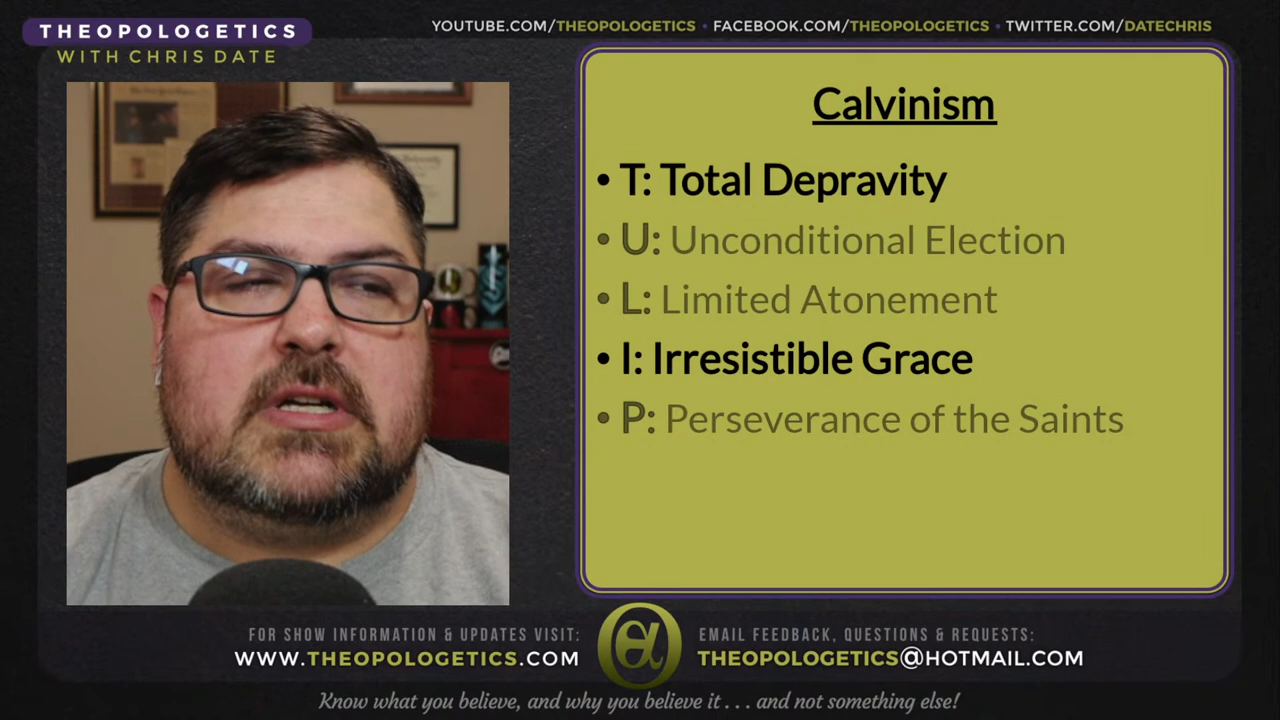 THEOPOLOGETICS
WITH CHRIS DATE
YOUTUBE.COM/THEOPOLOGETICS • FACEBOOK.COM/THEOPOLOGETICS • TWITTER.COM/DATECHRIS
Calvinism
• T: Total Depravity
• U: Unconditional Election
• L: Limited Atonement
• I: Irresistible Grace
• P: Perseverance of the Saints
FOR SHOW INFORMATION & UPDATES VISIT:
WWW.THEOPOLOGETICS.COM
EMAIL FEEDBACK, QUESTIONS & REQUESTS:
THEOPOLOGETICS@HOTMAIL.COM
Know what you believe, and why you believe it . . . and not something else!